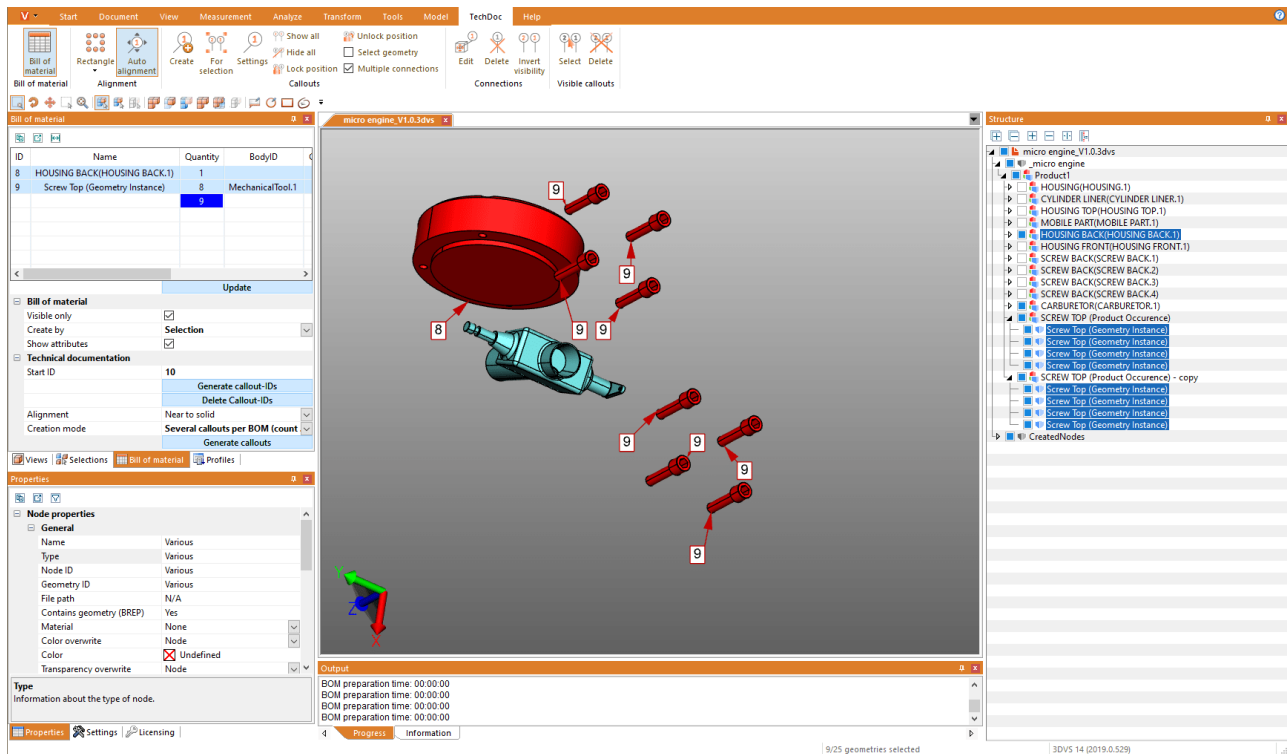 V Start Document View Measurement Analyze Transform Tools Model TechDoc Help
Bill of material
Rectangle
Auto alignment
Create
For selection
Settings
Show all
Hide all
Lock position
Unlock position
Select geometry
Multiple connections
Edit
Delete
Invert visibility
Select
Delete
Bill of material Alignment Callouts Connections Visible callouts
Bill of material
ID Name Quantity BodyID
8 HOUSING BACK(HOUSING BACK.1) 1
9 Screw Top (Geometry Instance) 8 MechanicalTool.1
9
Update
Bill of material
Visible only
Create by Selection
Show attributes
Technical documentation
Start ID 10
Generate callout-IDs
Delete Callout-IDs
Alignment Near to solid
Creation mode Several callouts per BOM (count
Generate callouts
Views Selections Bill of material Profiles
Properties
Node properties
General
Name Various
Type Various
Node ID Various
Geometry ID Various
File path N/A
Contains geometry (BREP) Yes
Material None
Color overwrite Node
Color Undefined
Transparency overwrite Node
Type
Information about the type of node.
Properties Settings Licensing
micro engine_V1.0.3dvs
9
9
9
9
9
8
9
9
9
9
Y
Z
X
Output
BOM preparation time: 00:00:00
BOM preparation time: 00:00:00
BOM preparation time: 00:00:00
BOM preparation time: 00:00:00
Progress Information
Structure
micro engine_V1.0.3dvs
_micro engine
Product1
HOUSING(HOUSING.1)
CYLINDER LINER(CYLINDER LINER.1)
HOUSING TOP(HOUSING TOP.1)
MOBILE PART(MOBILE PART.1)
HOUSING BACK(HOUSING BACK.1)
HOUSING FRONT(HOUSING FRONT.1)
SCREW BACK(SCREW BACK.1)
SCREW BACK(SCREW BACK.2)
SCREW BACK(SCREW BACK.3)
SCREW BACK(SCREW BACK.4)
CARBURETOR(CARBURETOR.1)
SCREW TOP (Product Occurence)
Screw Top (Geometry Instance)
Screw Top (Geometry Instance)
Screw Top (Geometry Instance)
Screw Top (Geometry Instance)
SCREW TOP (Product Occurence) - copy
Screw Top (Geometry Instance)
Screw Top (Geometry Instance)
Screw Top (Geometry Instance)
Screw Top (Geometry Instance)
CreatedNodes
9/25 geometries selected 3DVS 14 (2019.0.529)